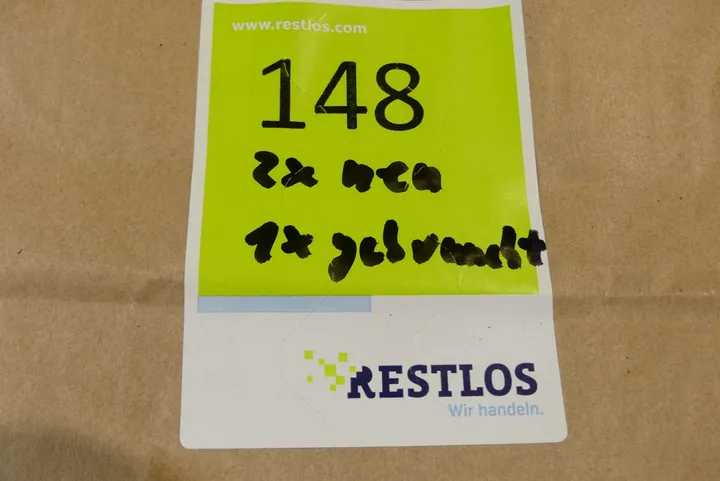 www.restlos.com
148
2x neu
1x gebraucht
RESTLOS
Wir handeln.